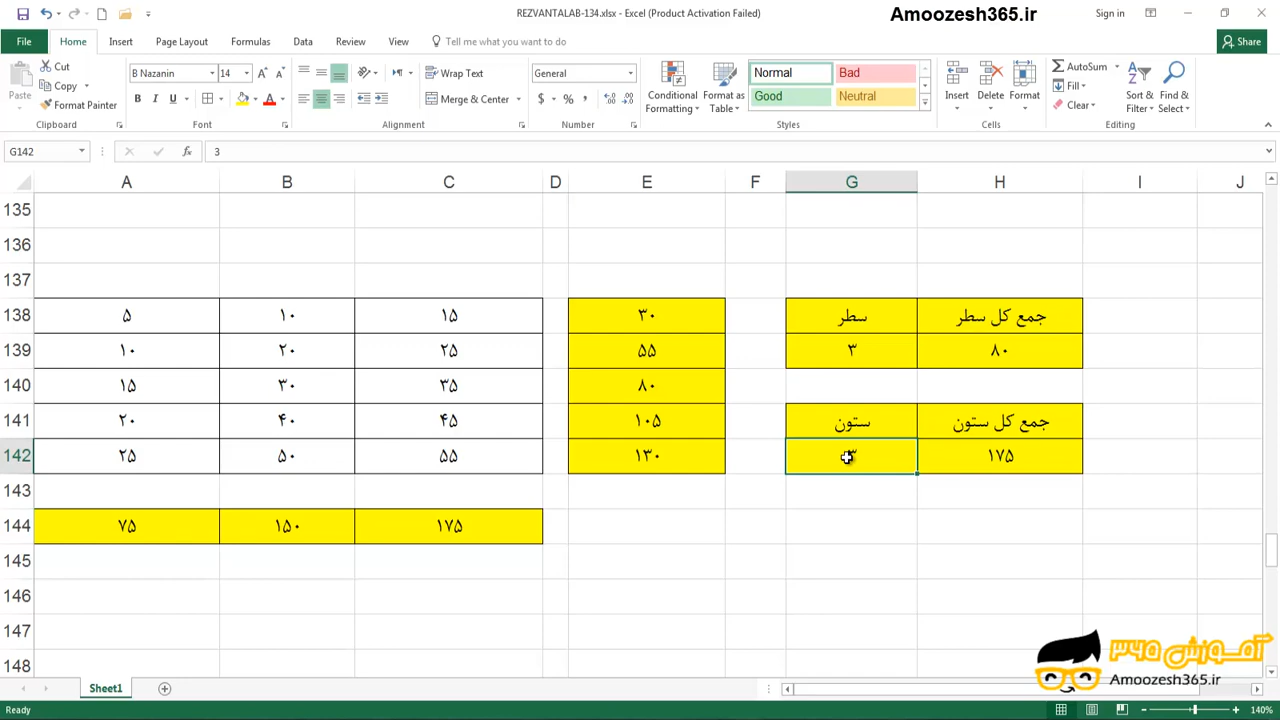 REZVANTALAB-134.xlsx - Excel (Product Activation Failed)
Amoozesh365.ir
Sign in
File Home Insert Page Layout Formulas Data Review View Tell me what you want to do Share
Paste Cut Copy Format Painter
B Nazanin 14
B I U
Wrap Text
Merge & Center
General
$ % ,
Conditional Formatting
Format as Table
Normal Bad
Good Neutral
Insert Delete Format
AutoSum
Fill
Clear
Sort & Filter
Find & Select
Clipboard Font Alignment Number Styles Cells Editing
G142 fx 3
A B C D E F G H I J
135
136
137
138 ۵ ۱۰ ۱۵ ۳۰ سطر جمع کل سطر
139 ۱۰ ۲۰ ۲۵ ۵۵ ۳ ۸۰
140 ۱۵ ۳۰ ۳۵ ۸۰
141 ۲۰ ۴۰ ۴۵ ۱۰۵ ستون جمع کل ستون
142 ۲۵ ۵۰ ۵۵ ۱۳۰ ۳ ۱۷۵
143
144 ۷۵ ۱۵۰ ۱۷۵
145
146
147
148
آموزش ۳۶۵
Amoozesh365.ir
Sheet1
Ready 140%